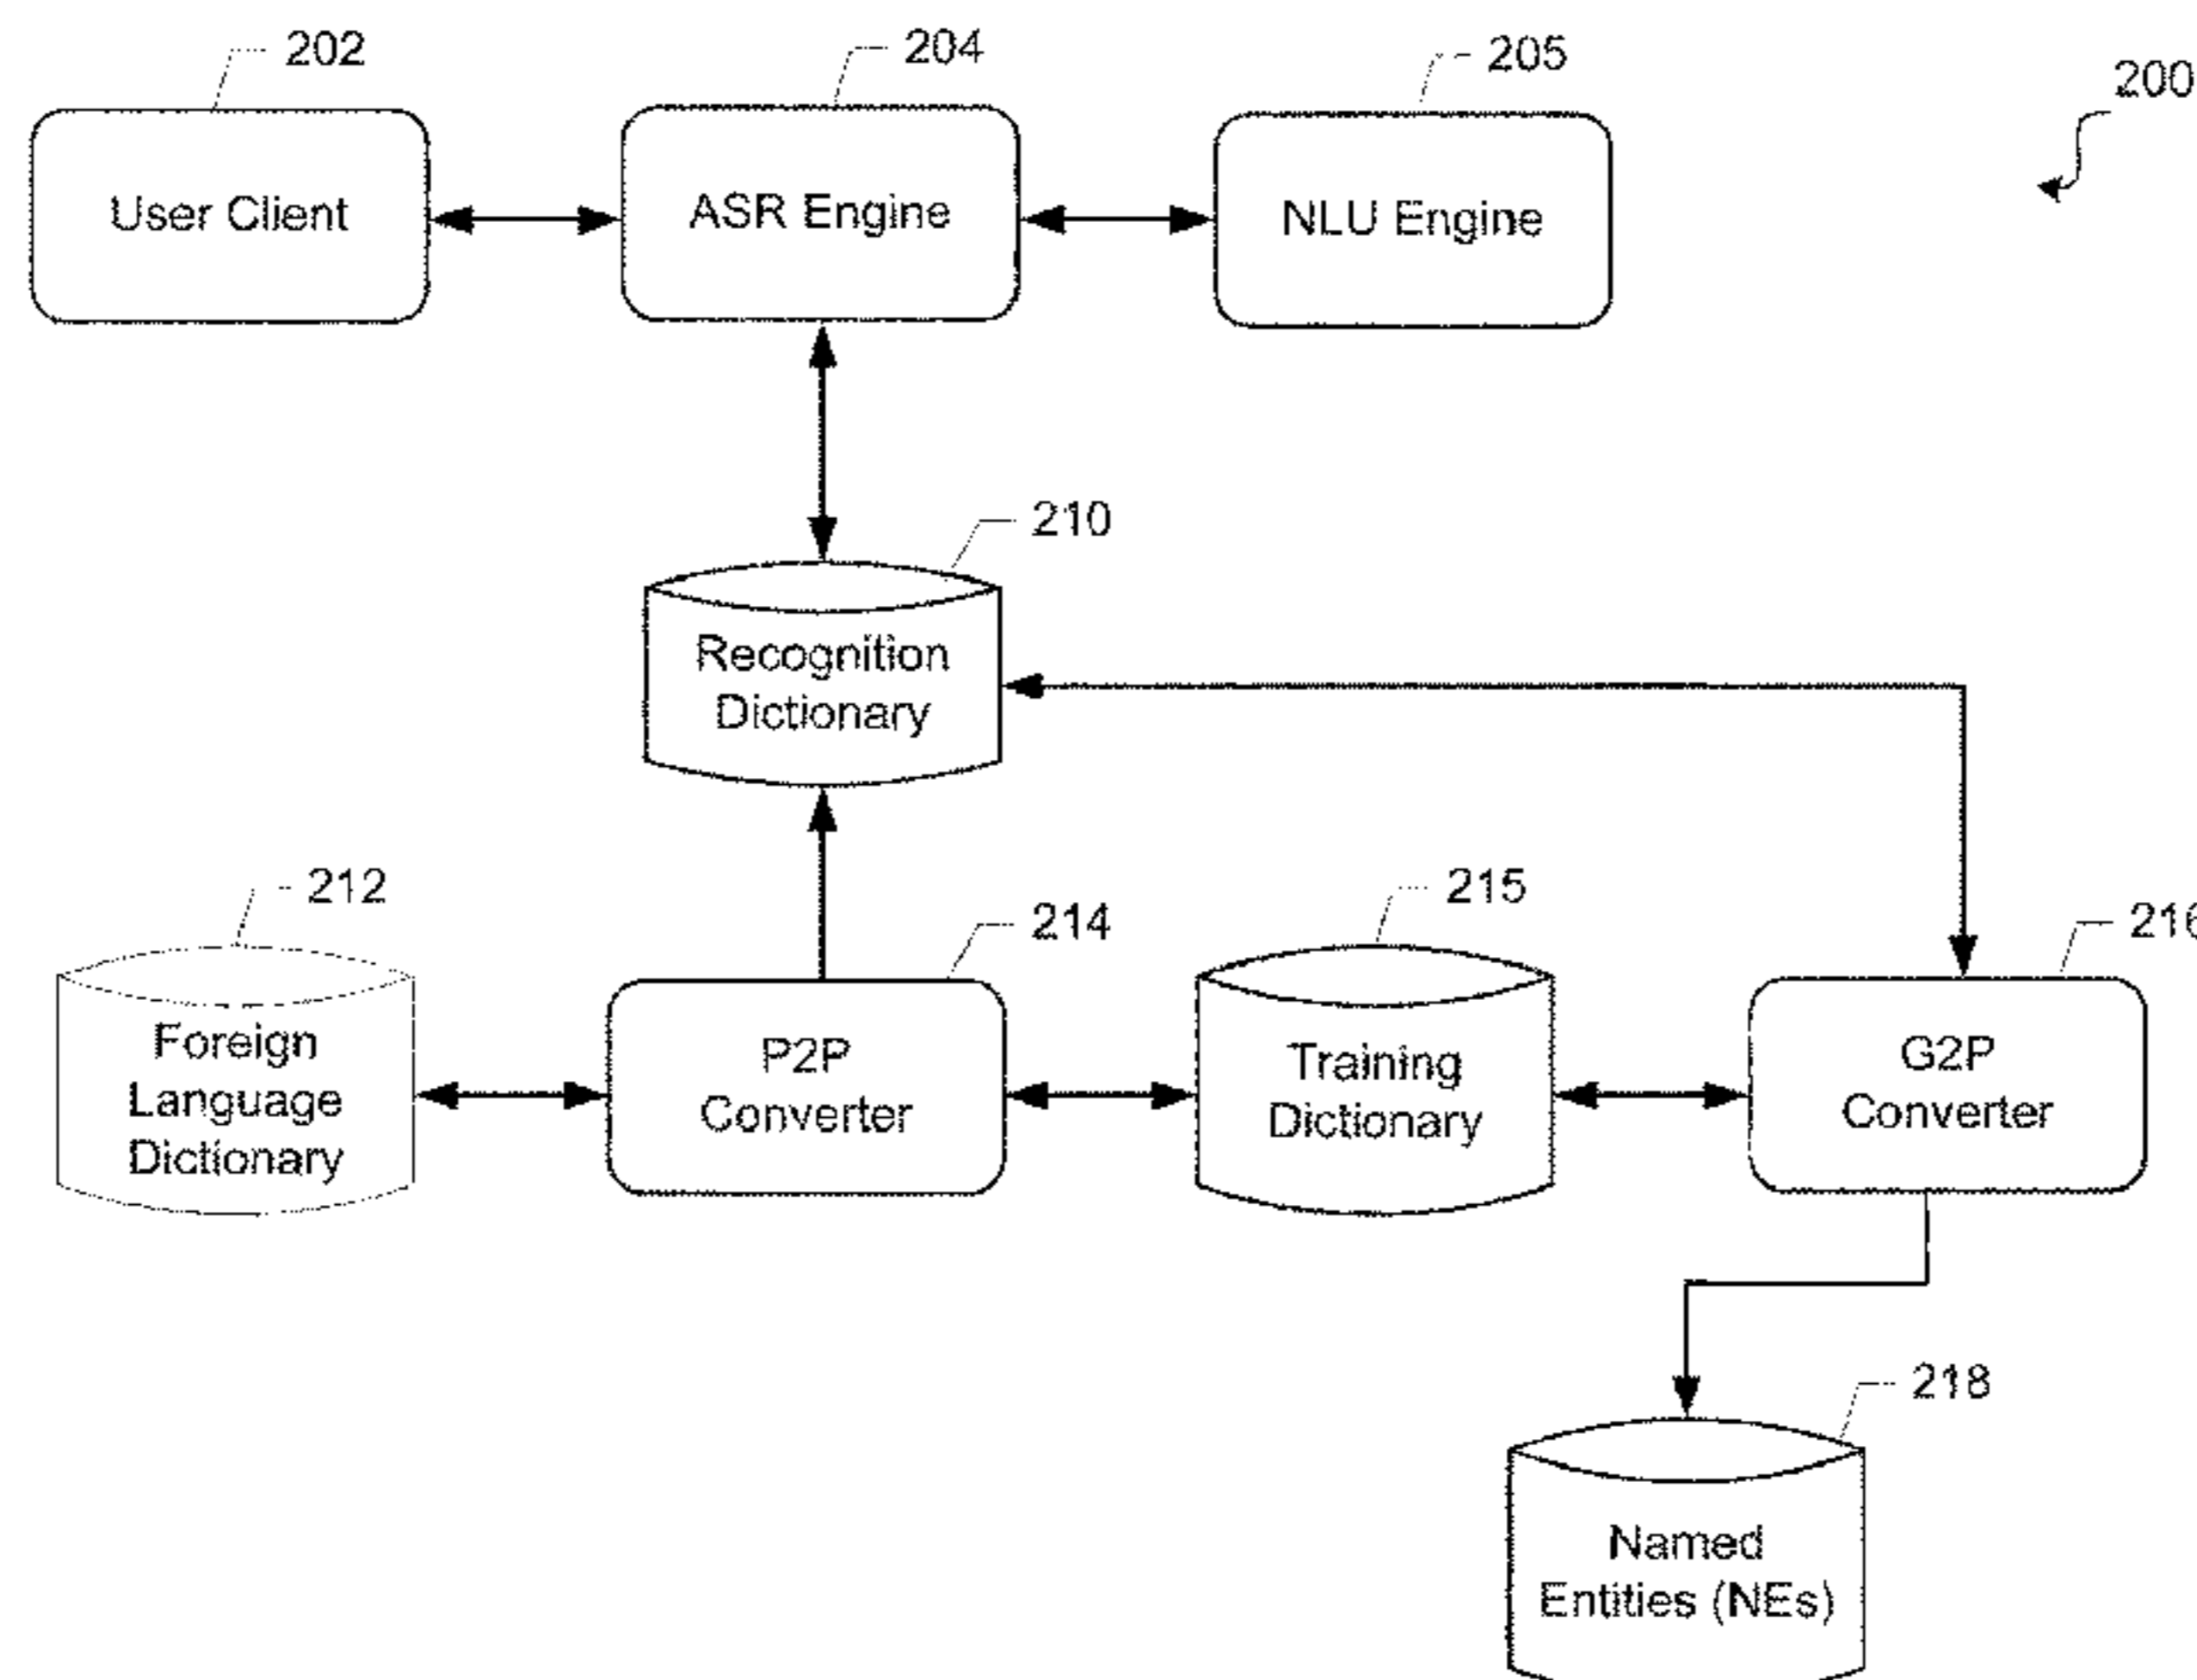 202
204
205
200
User Client
ASR Engine
NLU Engine
210
Recognition
Dictionary
212
214
215
216
Foreign
Language
Dictionary
P2P
Converter
Training
Dictionary
G2P
Converter
218
Named
Entities (NEs)